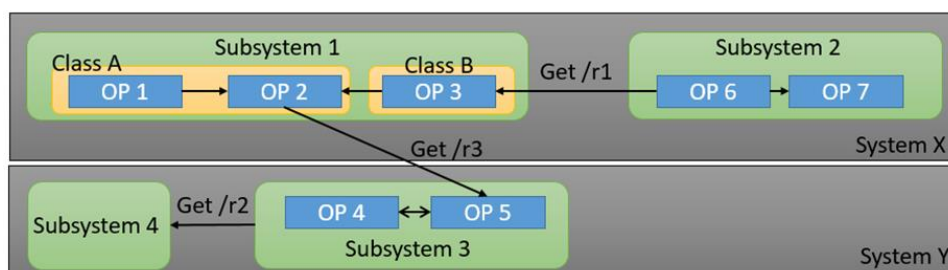 Subsystem 1
Subsystem 2
Class A
Class B
Get /r1
OP 1
OP 2
OP 3
OP 6
OP 7
System X
Get /r3
Get /r2
Subsystem 4
OP 4
OP 5
Subsystem 3
System Y